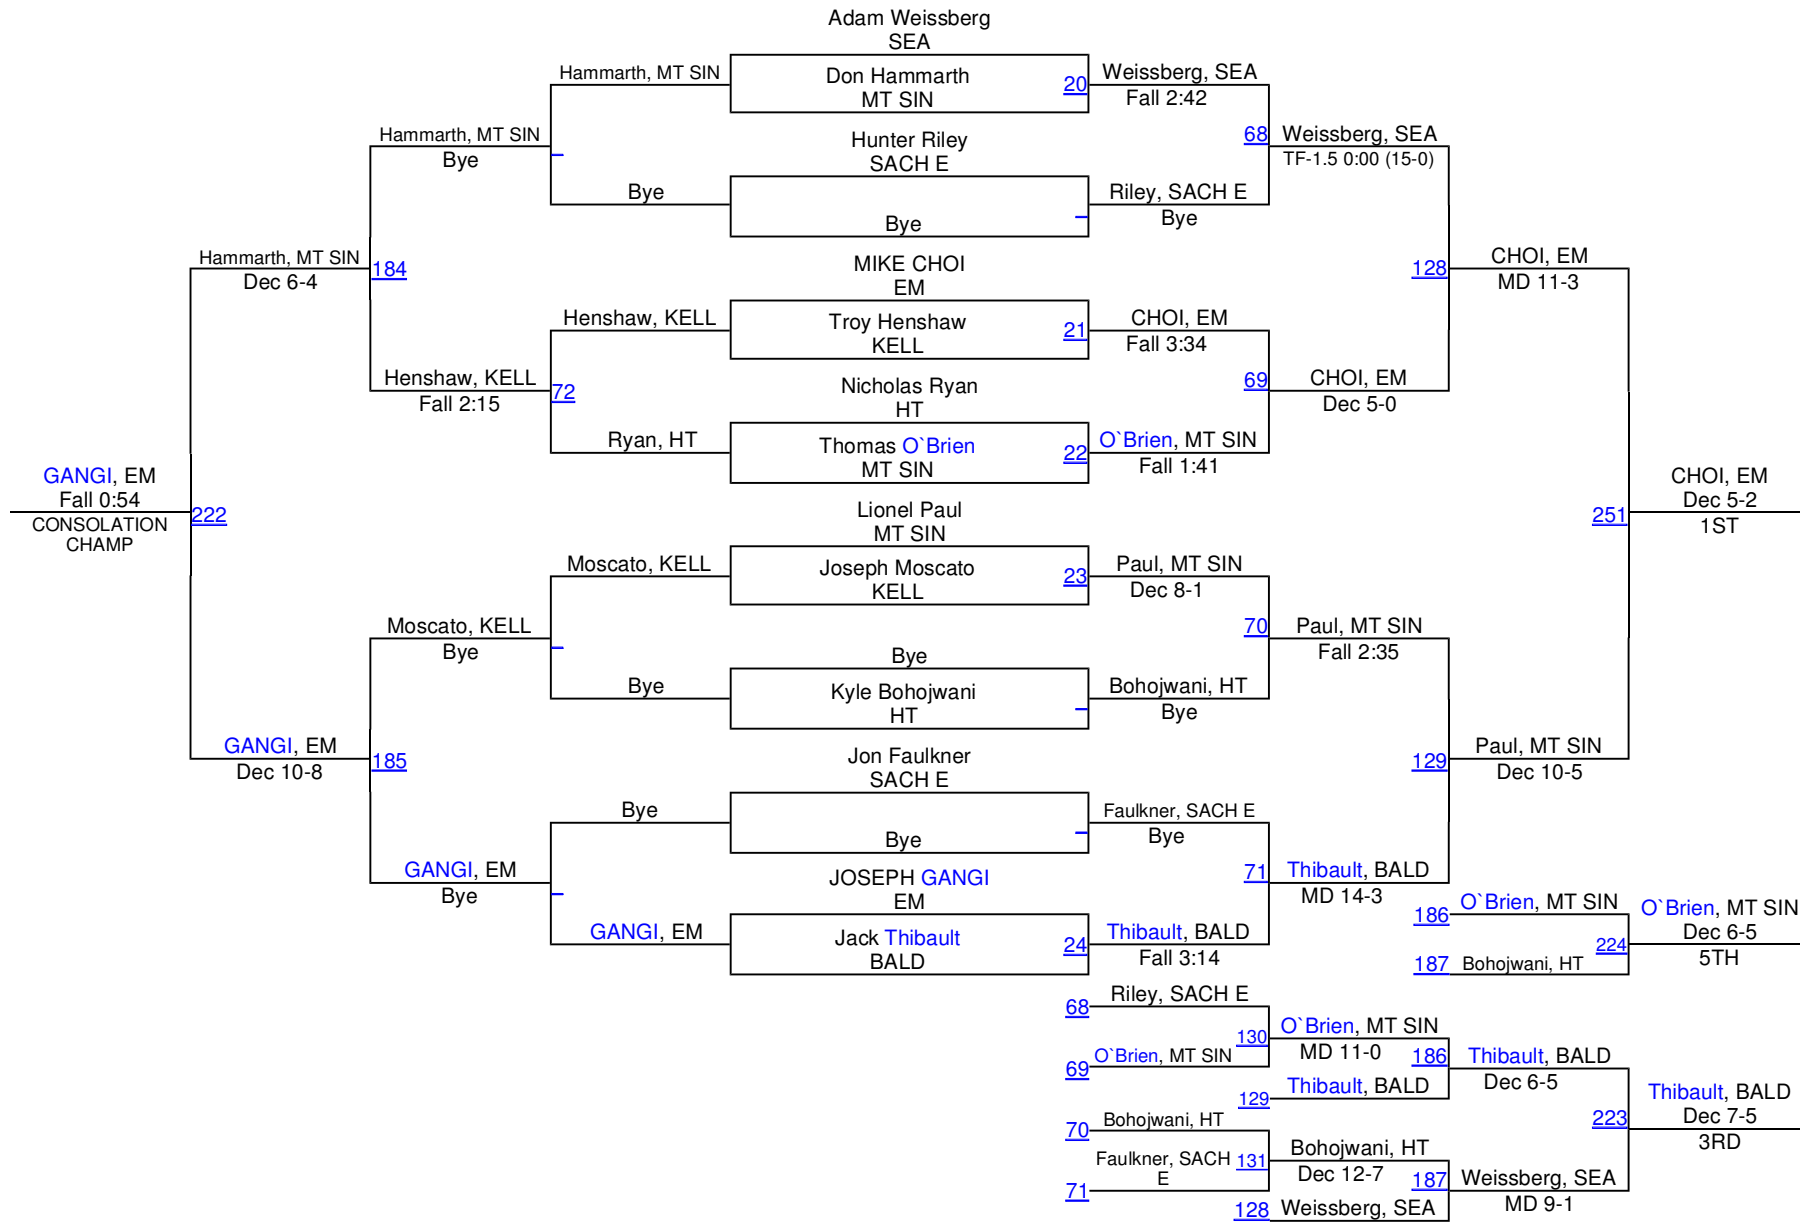 Adam Weissberg
SEA
Hammarth, MT SIN
Don Hammarth
MT SIN
20
Weissberg, SEA
Fall 2:42
Hammarth, MT SIN
Bye
Hunter Riley
SACH E
68
Weissberg, SEA
TF-1.5 0:00 (15-0)
Bye
Bye
Riley, SACH E
Bye
Hammarth, MT SIN
Dec 6-4
184
MIKE CHOI
EM
128
CHOI, EM
MD 11-3
Henshaw, KELL
Troy Henshaw
KELL
21
CHOI, EM
Fall 3:34
Henshaw, KELL
Fall 2:15
72
Nicholas Ryan
HT
69
CHOI, EM
Dec 5-0
Ryan, HT
Thomas O`Brien
MT SIN
22
O`Brien, MT SIN
Fall 1:41
GANGI, EM
Fall 0:54
CONSOLATION
CHAMP
222
Lionel Paul
MT SIN
251
CHOI, EM
Dec 5-2
1ST
Moscato, KELL
Joseph Moscato
KELL
23
Paul, MT SIN
Dec 8-1
Moscato, KELL
Bye
70
Paul, MT SIN
Fall 2:35
Bye
Bye
Kyle Bohojwani
HT
Bohojwani, HT
Bye
GANGI, EM
Dec 10-8
185
Jon Faulkner
SACH E
129
Paul, MT SIN
Dec 10-5
Bye
Bye
Faulkner, SACH E
Bye
GANGI, EM
Bye
JOSEPH GANGI
EM
71
Thibault, BALD
MD 14-3
GANGI, EM
Jack Thibault
BALD
24
Thibault, BALD
Fall 3:14
186
O`Brien, MT SIN
O`Brien, MT SIN
Dec 6-5
5TH
224
187
Bohojwani, HT
68
Riley, SACH E
130
O`Brien, MT SIN
MD 11-0
69
O`Brien, MT SIN
186
Thibault, BALD
Dec 6-5
129
Thibault, BALD
223
Thibault, BALD
Dec 7-5
3RD
70
Bohojwani, HT
Faulkner, SACH
E
131
Bohojwani, HT
Dec 12-7
71
187
Weissberg, SEA
MD 9-1
128
Weissberg, SEA